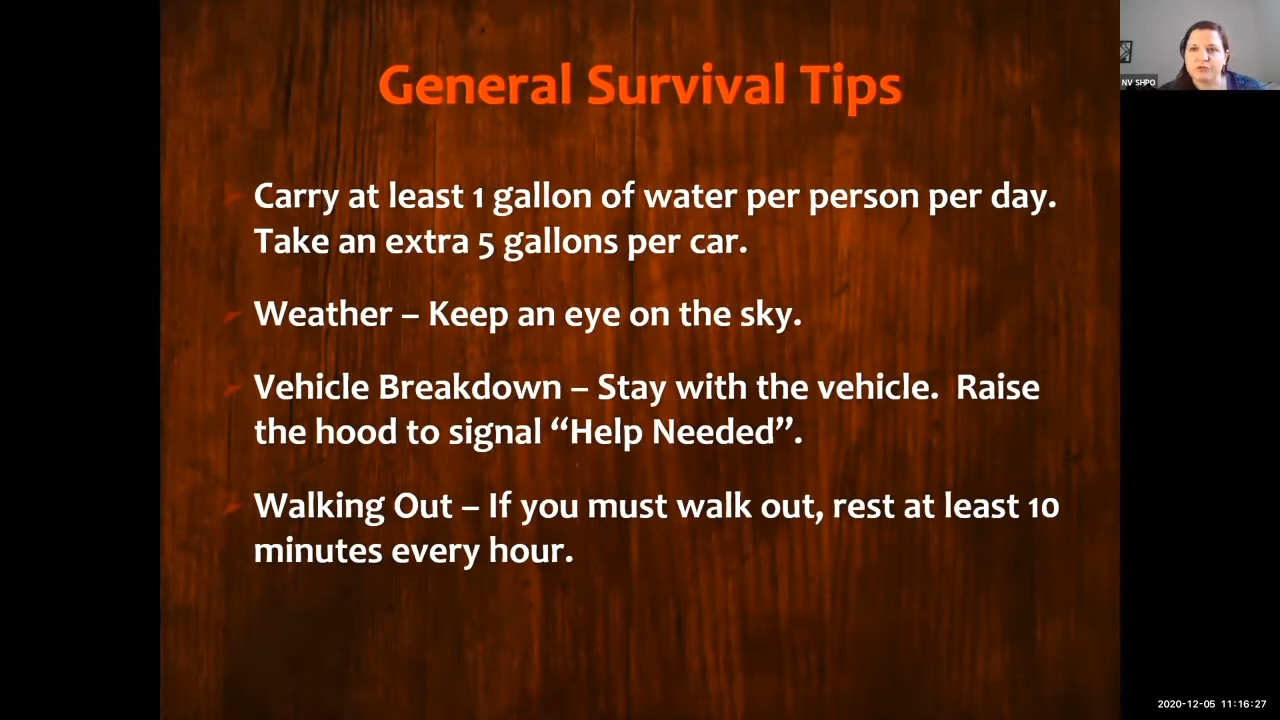 General Survival Tips
NV SHPO
Carry at least 1 gallon of water per person per day.
Take an extra 5 gallons per car.
Weather – Keep an eye on the sky.
Vehicle Breakdown – Stay with the vehicle.  Raise
the hood to signal “Help Needed”.
Walking Out – If you must walk out, rest at least 10
minutes every hour.
2020-12-05 11:16:27